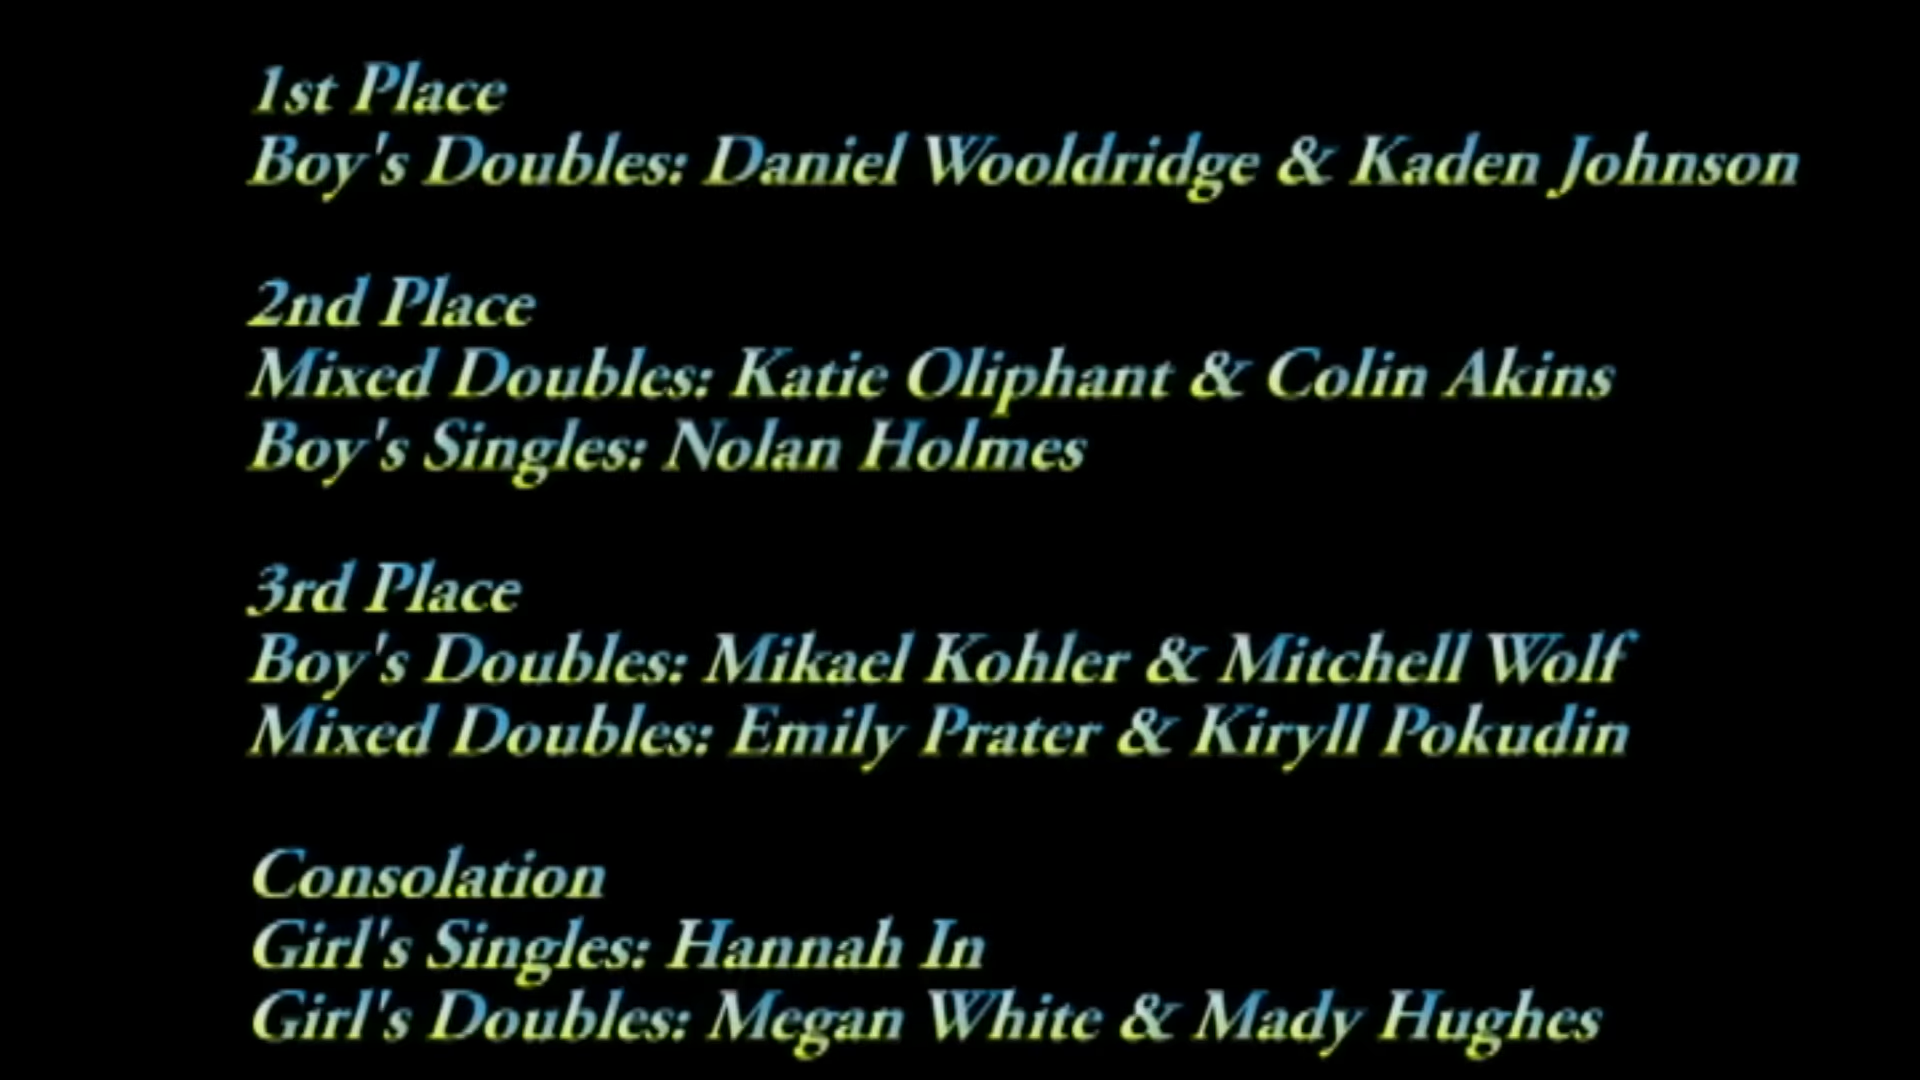 1st Place
Boy's Doubles: Daniel Wooldridge & Kaden Johnson
2nd Place
Mixed Doubles: Katie Oliphant & Colin Akins
Boy's Singles: Nolan Holmes
3rd Place
Boy's Doubles: Mikael Kohler & Mitchell Wolf
Mixed Doubles: Emily Prater & Kiryll Pokudin
Consolation
Girl's Singles: Hannah In
Girl's Doubles: Megan White & Mady Hughes